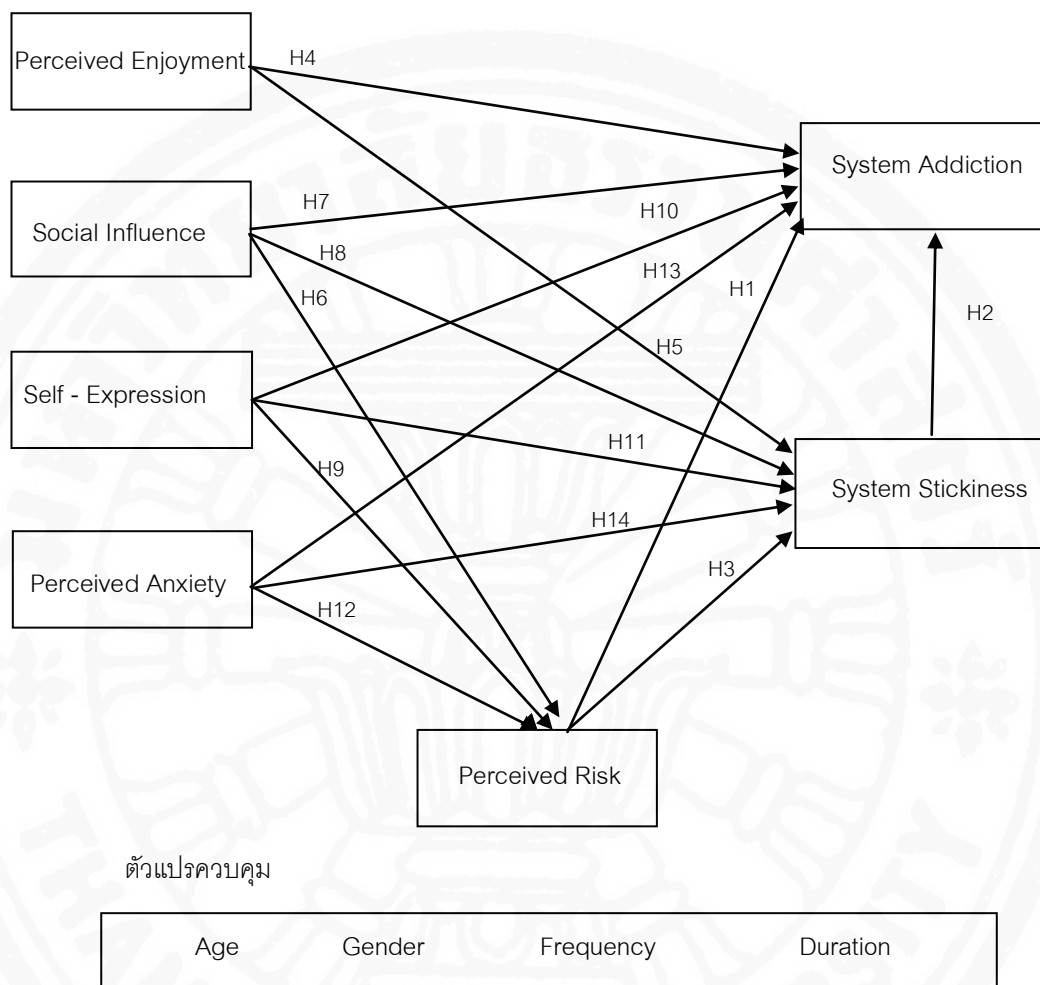 Perceived Enjoyment
H4
System Addiction
Social Influence
H7
H10
H8
H13
H6
H1
H2
H5
Self - Expression
H11
H9
System Stickiness
H14
Perceived Anxiety
H3
H12
Perceived Risk
ตัวแปรควบคุม
Age Gender Frequency Duration